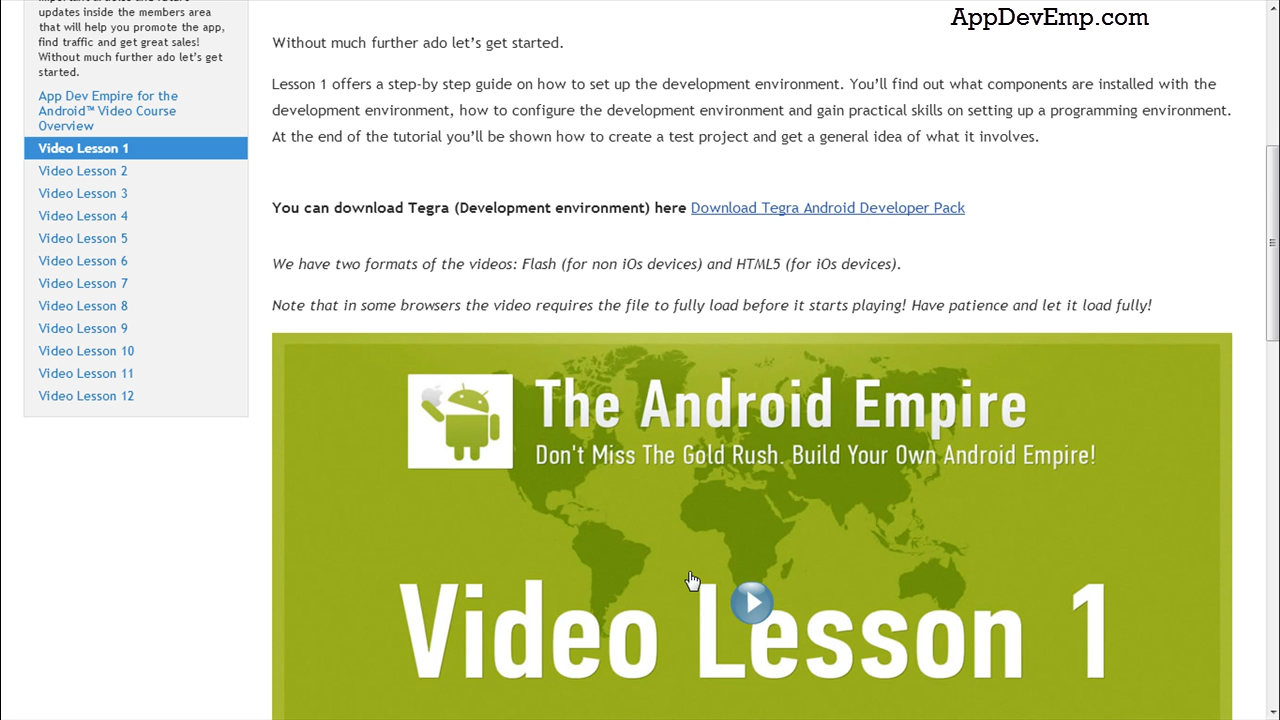 AppDevEmp.com
important articles and future
updates inside the members area
that will help you promote the app,
find traffic and get great sales!
Without much further ado let’s get
started.
App Dev Empire for the
Android™ Video Course
Overview
Video Lesson 1
Video Lesson 2
Video Lesson 3
Video Lesson 4
Video Lesson 5
Video Lesson 6
Video Lesson 7
Video Lesson 8
Video Lesson 9
Video Lesson 10
Video Lesson 11
Video Lesson 12
Without much further ado let’s get started.
Lesson 1 offers a step-by step guide on how to set up the development environment. You’ll find out what components are installed with the
development environment, how to configure the development environment and gain practical skills on setting up a programming environment.
At the end of the tutorial you’ll be shown how to create a test project and get a general idea of what it involves.
You can download Tegra (Development environment) here Download Tegra Android Developer Pack
We have two formats of the videos: Flash (for non iOs devices) and HTML5 (for iOs devices).
Note that in some browsers the video requires the file to fully load before it starts playing! Have patience and let it load fully!
The Android Empire
Don't Miss The Gold Rush. Build Your Own Android Empire!
Video Lesson 1